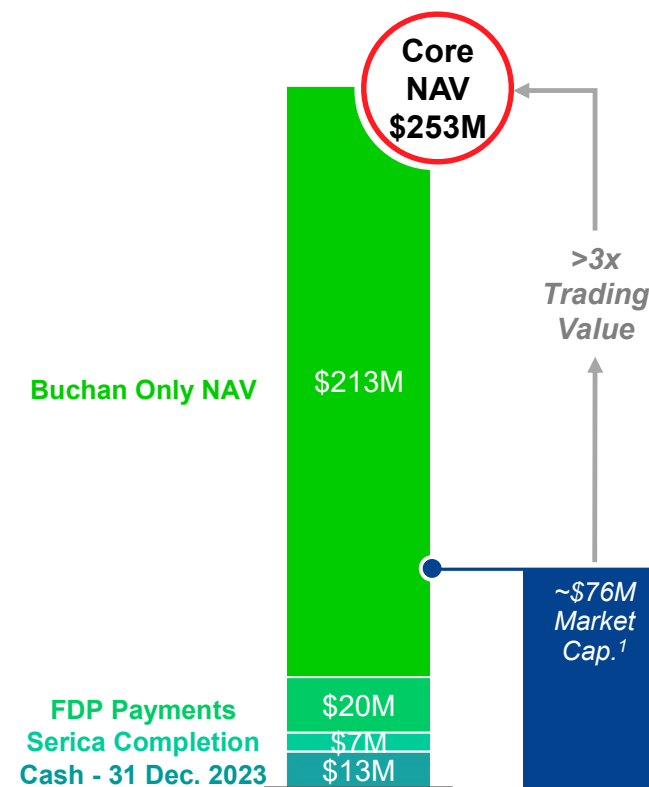 Core
NAV
$253M
>3x
Trading
Value
Buchan Only NAV
$213M
~$76M
Market
Cap.¹
FDP Payments
$20M
Serica Completion
$7M
Cash - 31 Dec. 2023
$13M